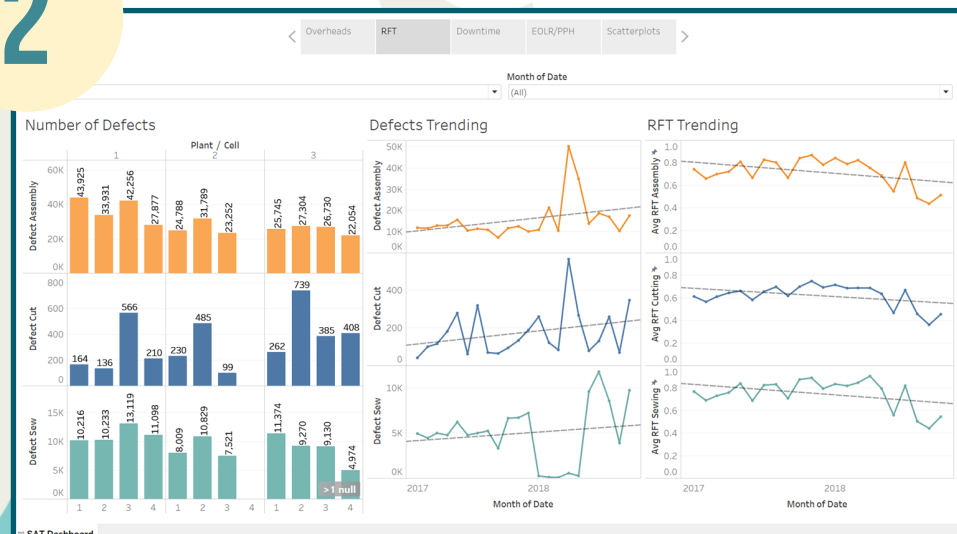 2
Overheads
RFT
Downtime
EOLR/PPH
Scatterplots
Month of Date
(All)
Number of Defects
Plant / Cell
1 2 3
Defect Assembly
60K
40K
20K
0K
43,925 33,931 42,256 27,877 24,788 31,789 23,252 25,745 27,304 26,730 22,054
Defect Cut
800
600
400
200
0
164 136 566 210 230 485 99 262 739 385 408
Defect Sew
15K
10K
5K
0K
10,216 10,233 13,119 11,098 8,009 10,829 7,521 11,374 9,270 9,130 4,974
>1 null
1 2 3 4 1 2 3 4 1 2 3 4
Defects Trending
Defect Assembly
50K
40K
30K
20K
10K
0K
Defect Cut
400
200
0
Defect Sew
10K
5K
0K
2017 2018
Month of Date
RFT Trending
Avg RFT Assembly %
1.0
0.8
0.6
0.4
0.2
0.0
Avg RFT Cutting %
1.0
0.8
0.6
0.4
0.2
0.0
Avg RFT Sewing %
1.0
0.8
0.6
0.4
0.2
0.0
2017 2018
Month of Date
SAT Dashboard